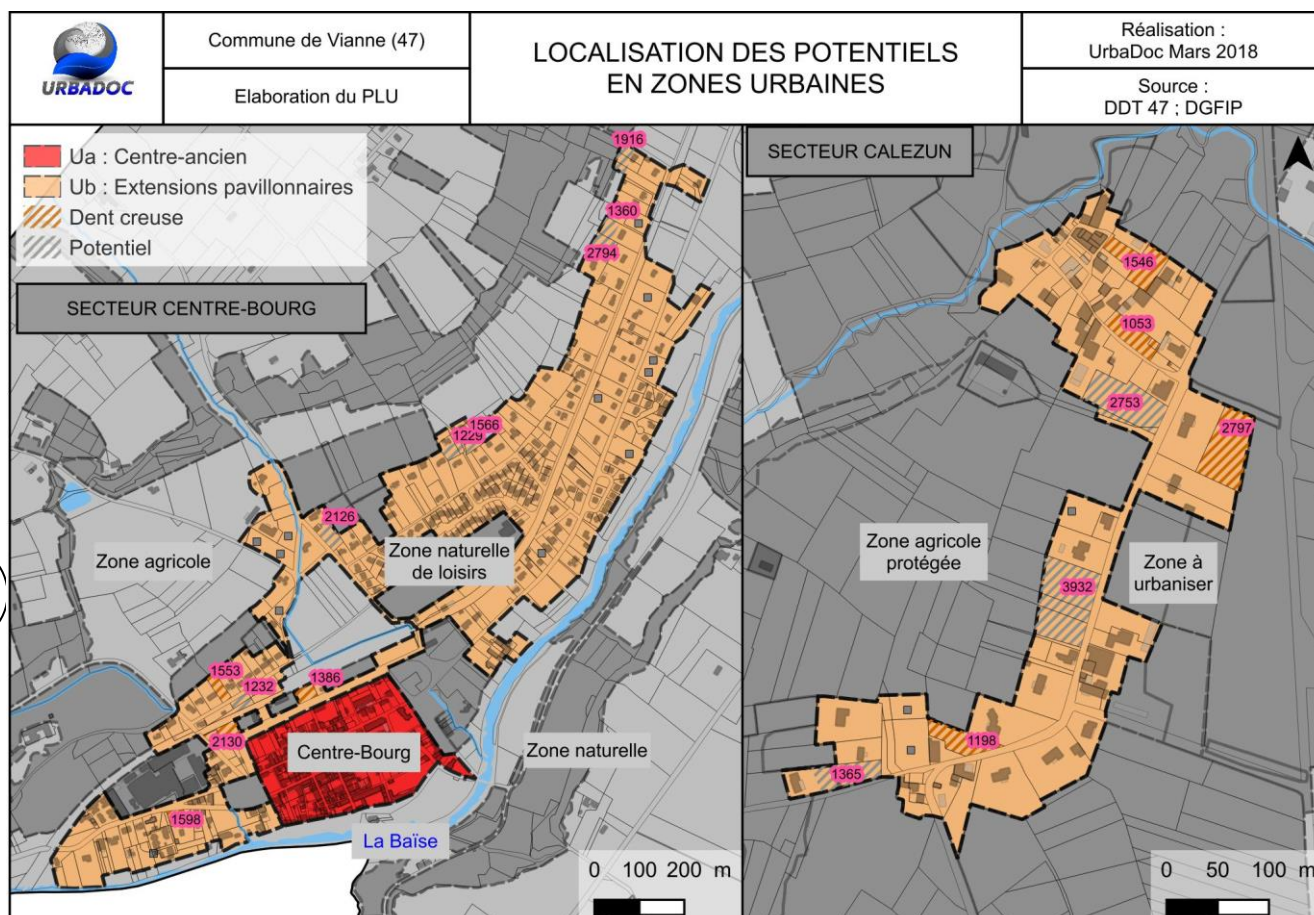 URBADOC
Commune de Vianne (47)
Elaboration du PLU
LOCALISATION DES POTENTIELS
EN ZONES URBAINES
Réalisation :
UrbaDoc Mars 2018
Source :
DDT 47 ; DGFIP
Ua : Centre-ancien
Ub : Extensions pavillonnaires
Dent creuse
Potentiel
SECTEUR CENTRE-BOURG
1916
1360
2794
1566
1229
2126
Zone agricole
Zone naturelle
de loisirs
1553
1232
1386
2130
Centre-Bourg
Zone naturelle
1598
La Baïse
0 100 200 m
SECTEUR CALEZUN
1546
1053
2753
2797
Zone agricole
protégée
Zone à
urbaniser
3932
1198
1365
0 50 100 m